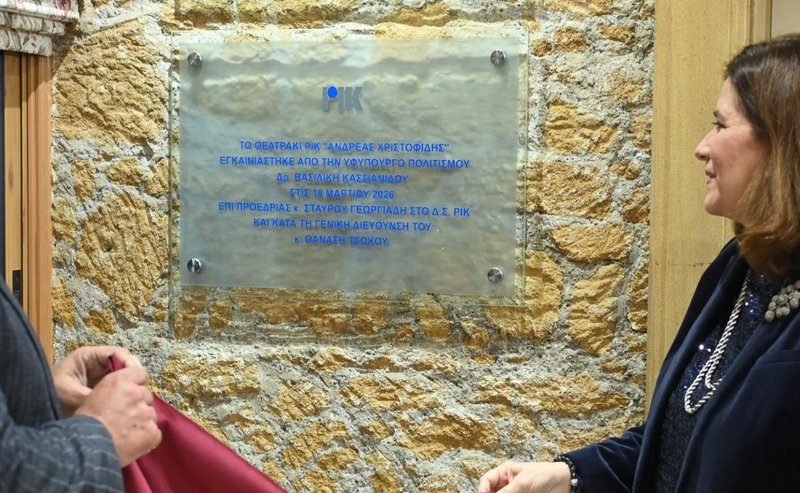 ΡΙΚ
ΤΟ ΘΕΑΤΡΑΚΙ ΡΙΚ "ΑΝΔΡΕΑΣ ΧΡΙΣΤΟΦΙΔΗΣ"
ΕΓΚΑΙΝΙΑΣΤΗΚΕ ΑΠΟ ΤΗΝ ΥΦΥΠΟΥΡΓΟ ΠΟΛΙΤΙΣΜΟΥ
Δρ ΒΑΣΙΛΙΚΗ ΚΑΣΣΙΑΝΙΔΟΥ
ΣΤΙΣ 18 ΜΑΡΤΙΟΥ 2026
ΕΠΙ ΠΡΟΕΔΡΙΑΣ κ. ΣΤΑΥΡΟΥ ΓΕΩΡΓΙΑΔΗ ΣΤΟ Δ.Σ. ΡΙΚ
ΚΑΙ ΚΑΤΑ ΤΗ ΓΕΝΙΚΗ ΔΙΕΥΘΥΝΣΗ ΤΟΥ
κ. ΘΑΝΑΣΗ ΤΣΟΚΟΥ